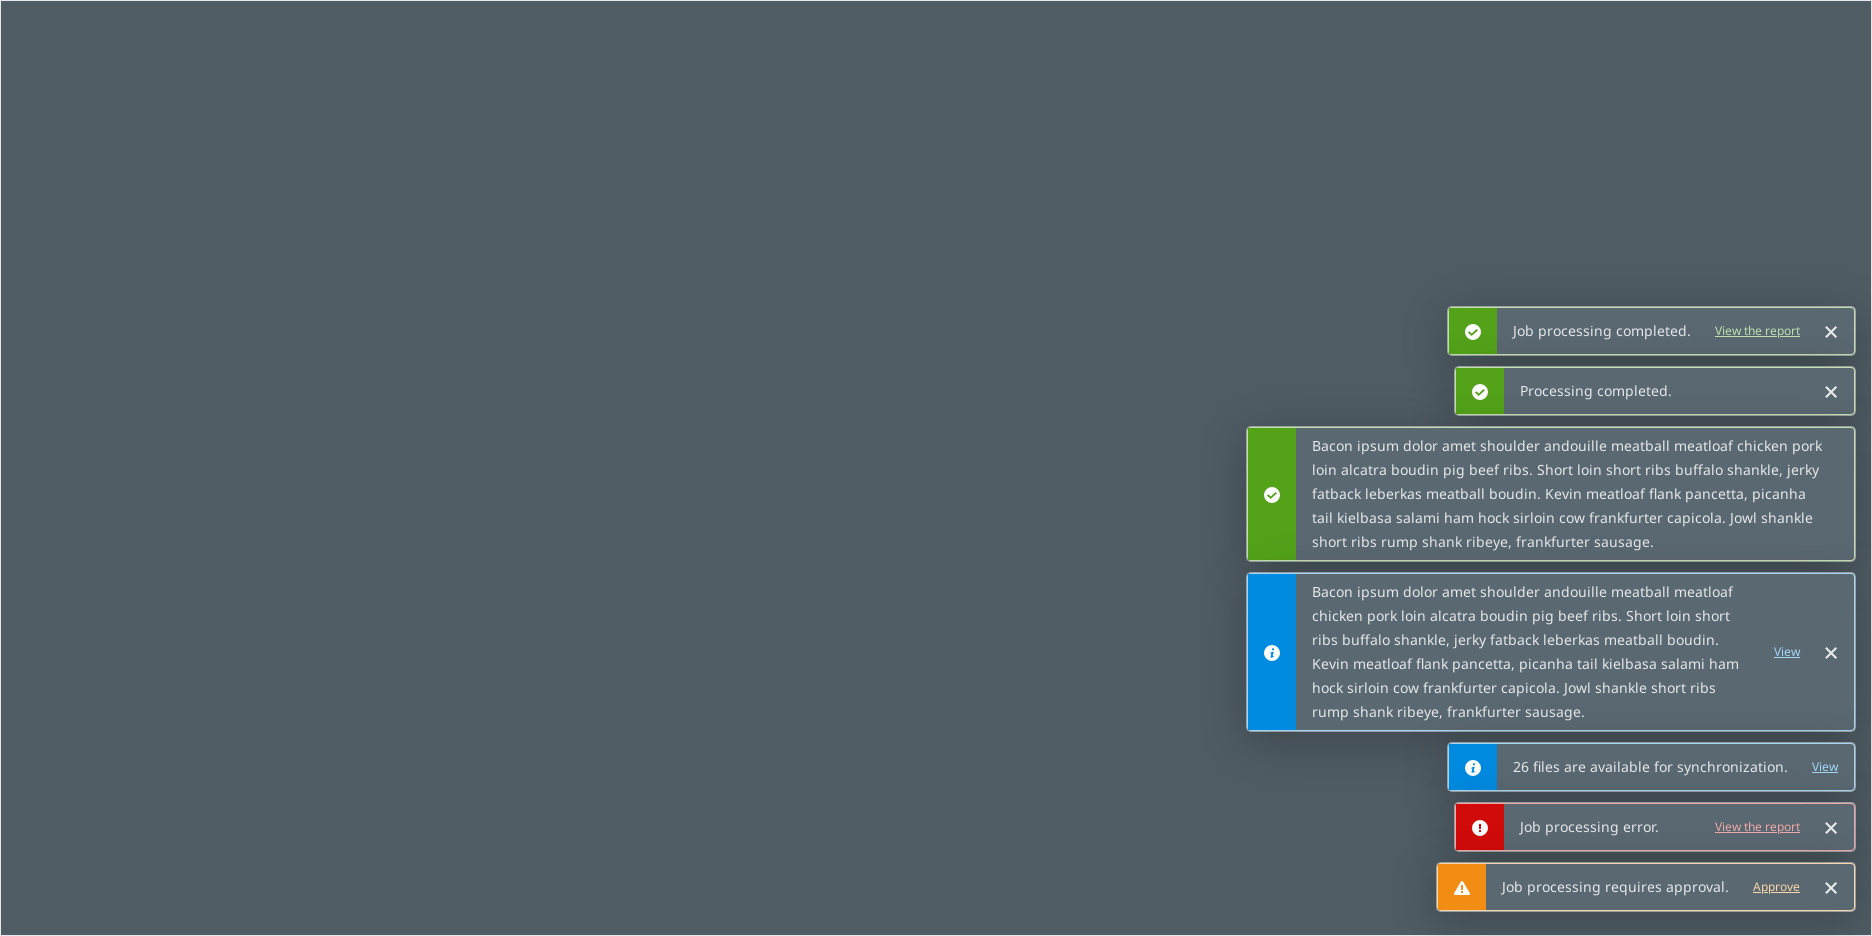 Job processing completed. View the report
Processing completed.
Bacon ipsum dolor amet shoulder andouille meatball meatloaf chicken pork
loin alcatra boudin pig beef ribs. Short loin short ribs buffalo shankle, jerky
fatback leberkas meatball boudin. Kevin meatloaf flank pancetta, picanha
tail kielbasa salami ham hock sirloin cow frankfurter capicola. Jowl shankle
short ribs rump shank ribeye, frankfurter sausage.
Bacon ipsum dolor amet shoulder andouille meatball meatloaf
chicken pork loin alcatra boudin pig beef ribs. Short loin short
ribs buffalo shankle, jerky fatback leberkas meatball boudin.
Kevin meatloaf flank pancetta, picanha tail kielbasa salami ham
hock sirloin cow frankfurter capicola. Jowl shankle short ribs
rump shank ribeye, frankfurter sausage.
View
26 files are available for synchronization. View
Job processing error. View the report
Job processing requires approval. Approve